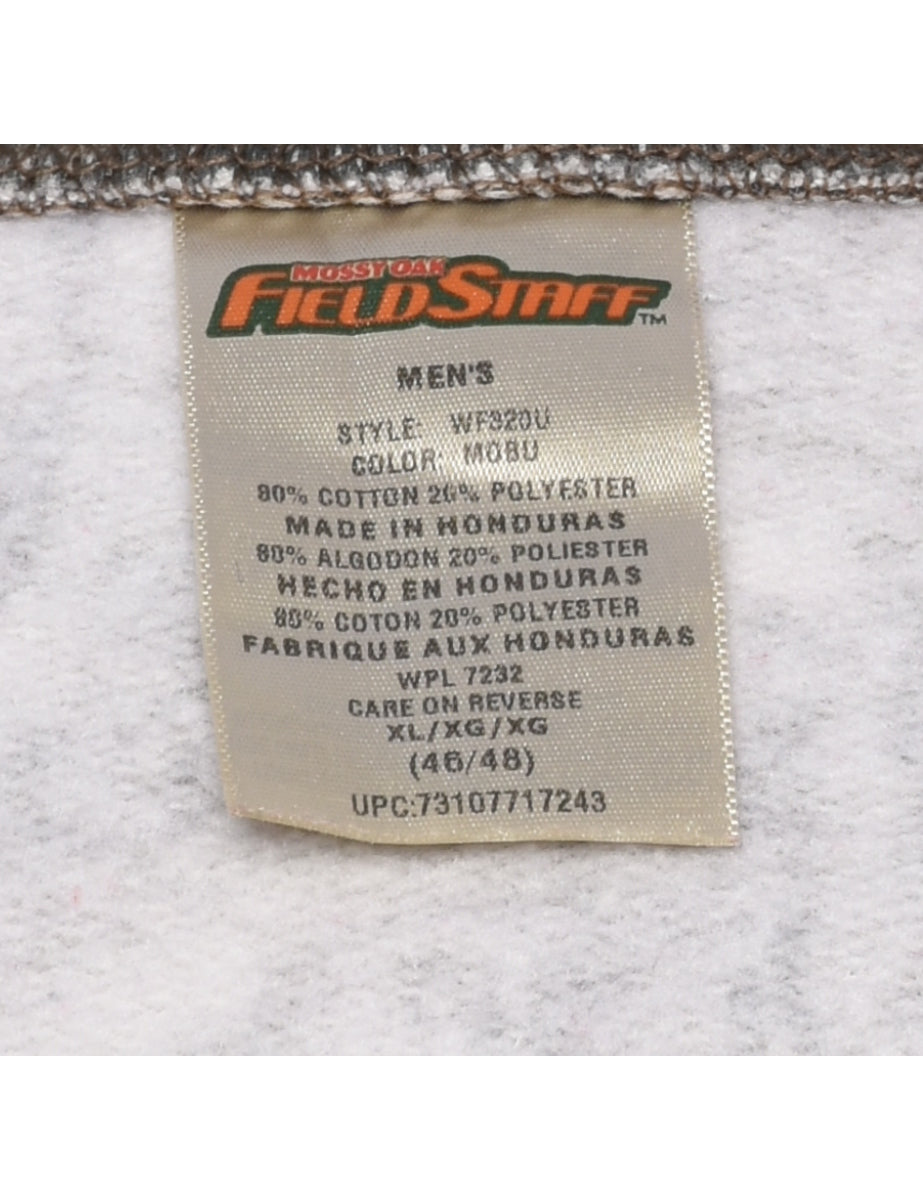 MOSSY OAK
FIELD STAFF™
MEN'S
STYLE: WF320U
COLOR: MOBU
80% COTTON 20% POLYESTER
MADE IN HONDURAS
80% ALGODON 20% POLIESTER
HECHO EN HONDURAS
80% COTON 20% POLYESTER
FABRIQUE AUX HONDURAS
WPL 7232
CARE ON REVERSE
XL/XG/XG
(46/48)
UPC:73107717243